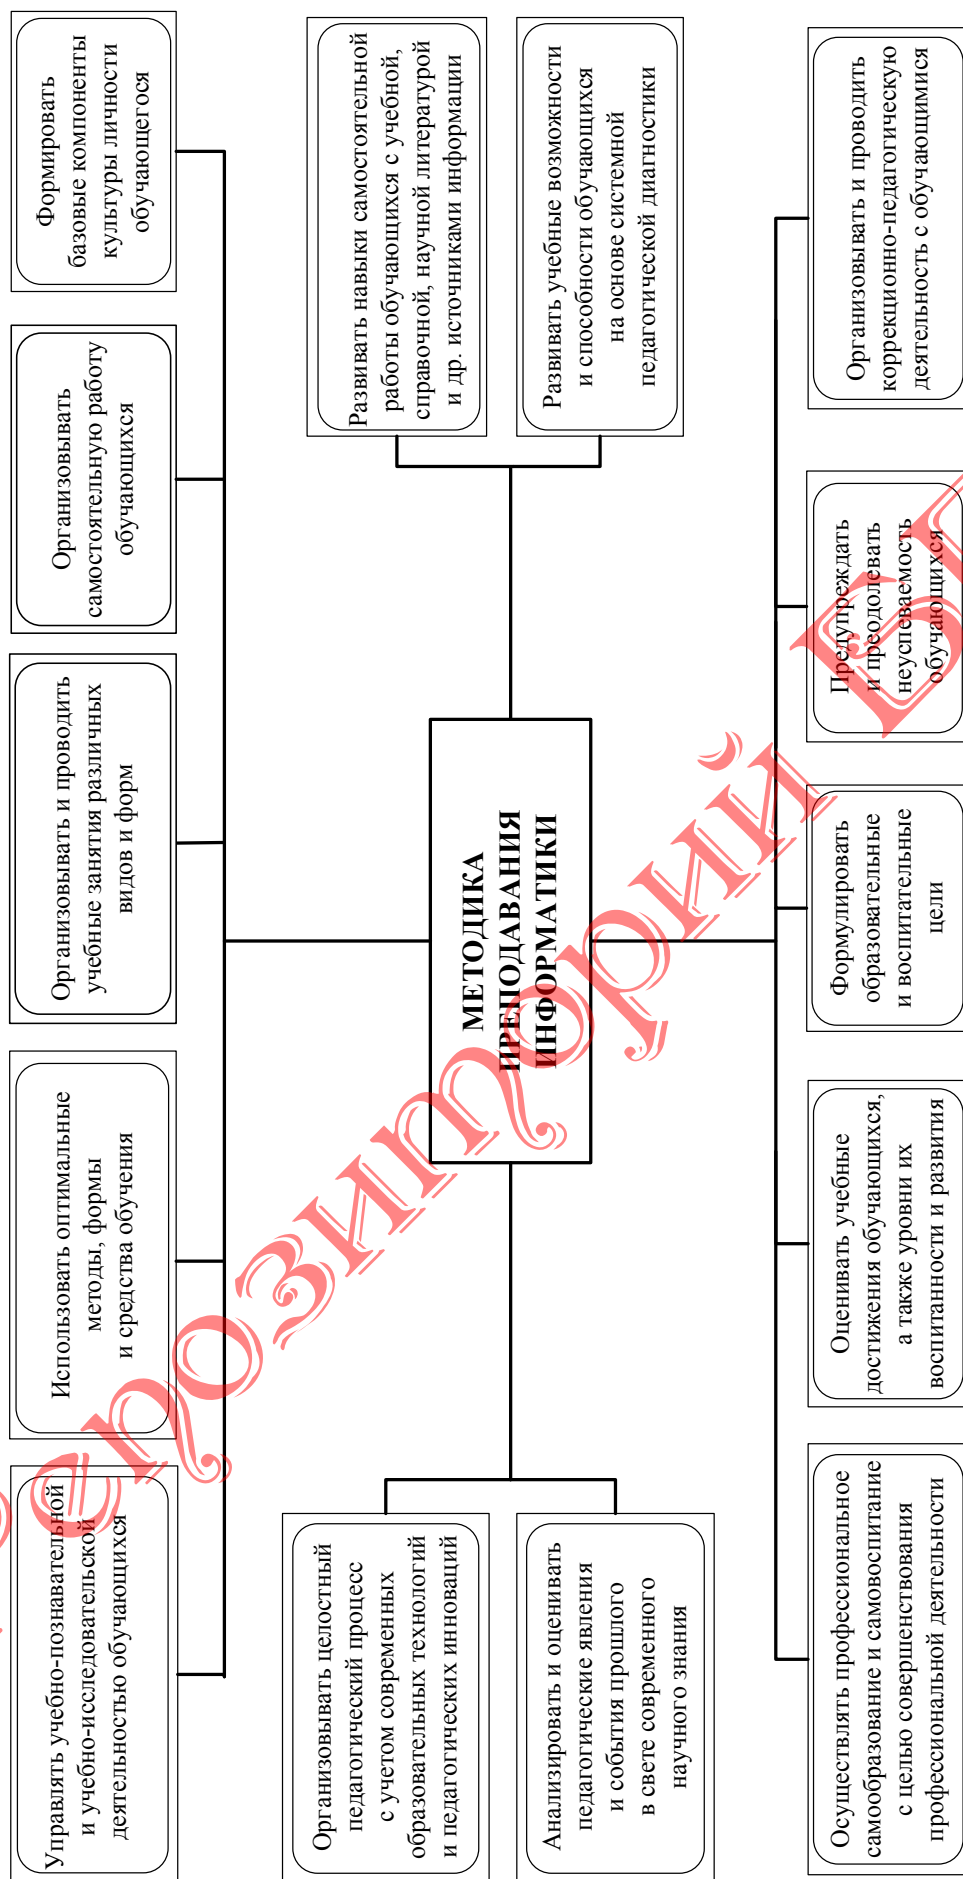 Управлять учебно-познавательной
и учебно-исследовательской
деятельностью обучающихся
Использовать оптимальные
методы, формы
и средства обучения
Организовывать и проводить
учебные занятия различных
видов и форм
Организовывать
самостоятельную работу
обучающихся
Формировать
базовые компоненты
культуры личности
обучающегося
Организовывать целостный
педагогический процесс
с учетом современных
образовательных технологий
и педагогических инноваций
Анализировать и оценивать
педагогические явления
и события прошлого
в свете современного
научного знания
МЕТОДИКА
ПРЕПОДАВАНИЯ
ИНФОРМАТИКИ
Развивать навыки самостоятельной
работы обучающихся с учебной,
справочной, научной литературой
и др. источниками информации
Развивать учебные возможности
и способности обучающихся
на основе системной
педагогической диагностики
Осуществлять профессиональное
самообразование и самовоспитание
с целью совершенствования
профессиональной деятельности
Оценивать учебные
достижения обучающихся,
а также уровни их
воспитанности и развития
Формулировать
образовательные
и воспитательные
цели
Предупреждать
и преодолевать
неуспеваемость
обучающихся
Организовывать и проводить
коррекционно-педагогическую
деятельность с обучающимися
Репозиторий